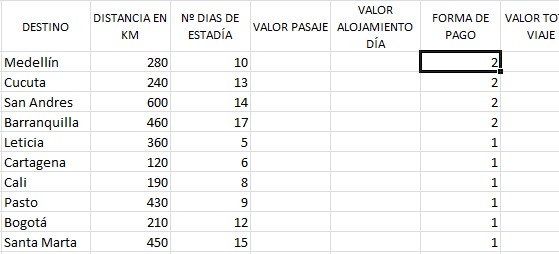 DESTINO DISTANCIA EN KM Nº DIAS DE ESTADÍA VALOR PASAJE VALOR ALOJAMIENTO DÍA FORMA DE PAGO VALOR TO VIAJE
Medellín 280 10 2
Cucuta 240 13 2
San Andres 600 14 2
Barranquilla 460 17 2
Leticia 360 5 1
Cartagena 120 6 1
Cali 190 8 1
Pasto 430 9 1
Bogotá 210 12 1
Santa Marta 450 15 1